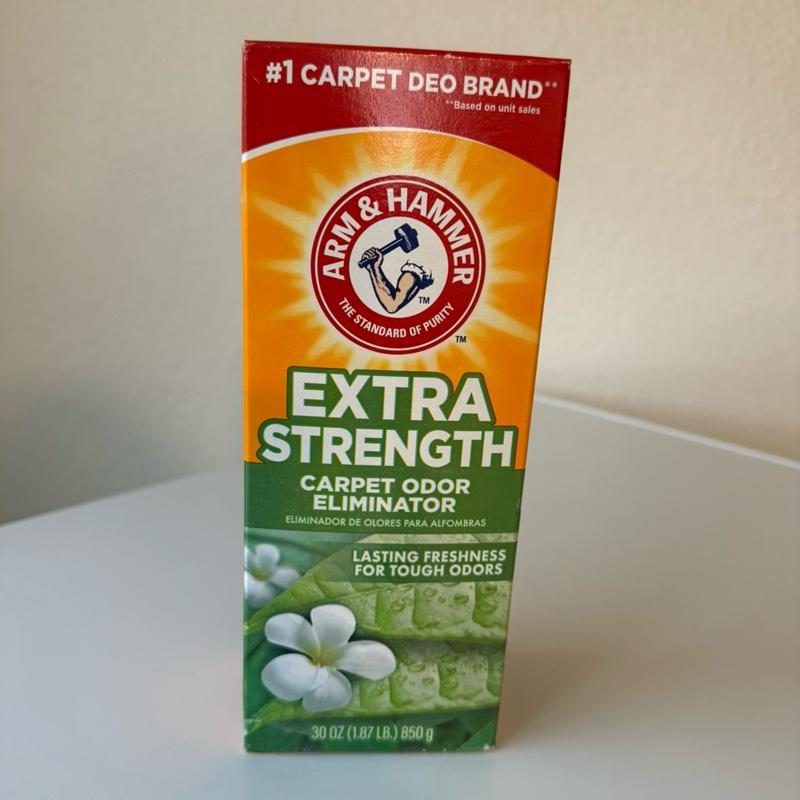 #1 CARPET DEO BRAND**
**Based on unit sales
ARM & HAMMER
THE STANDARD OF PURITY
TM
TM
EXTRA
STRENGTH
CARPET ODOR
ELIMINATOR
ELIMINADOR DE OLORES PARA ALFOMBRAS
LASTING FRESHNESS
FOR TOUGH ODORS
30 OZ (1.87 LB.) 850 g